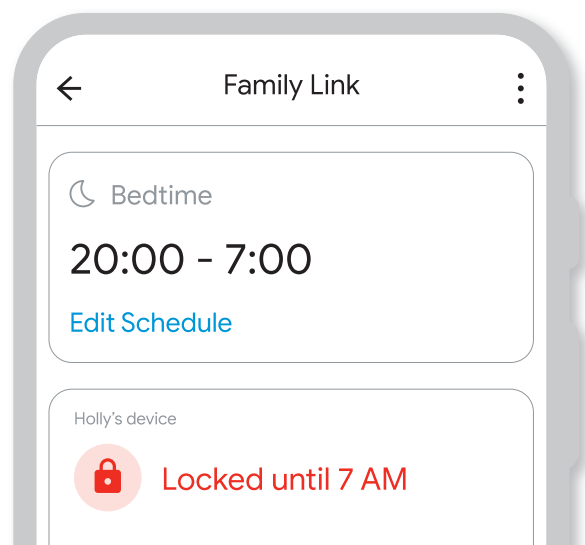 Family Link
Bedtime
20:00 - 7:00
Edit Schedule
Holly's device
Locked until 7 AM